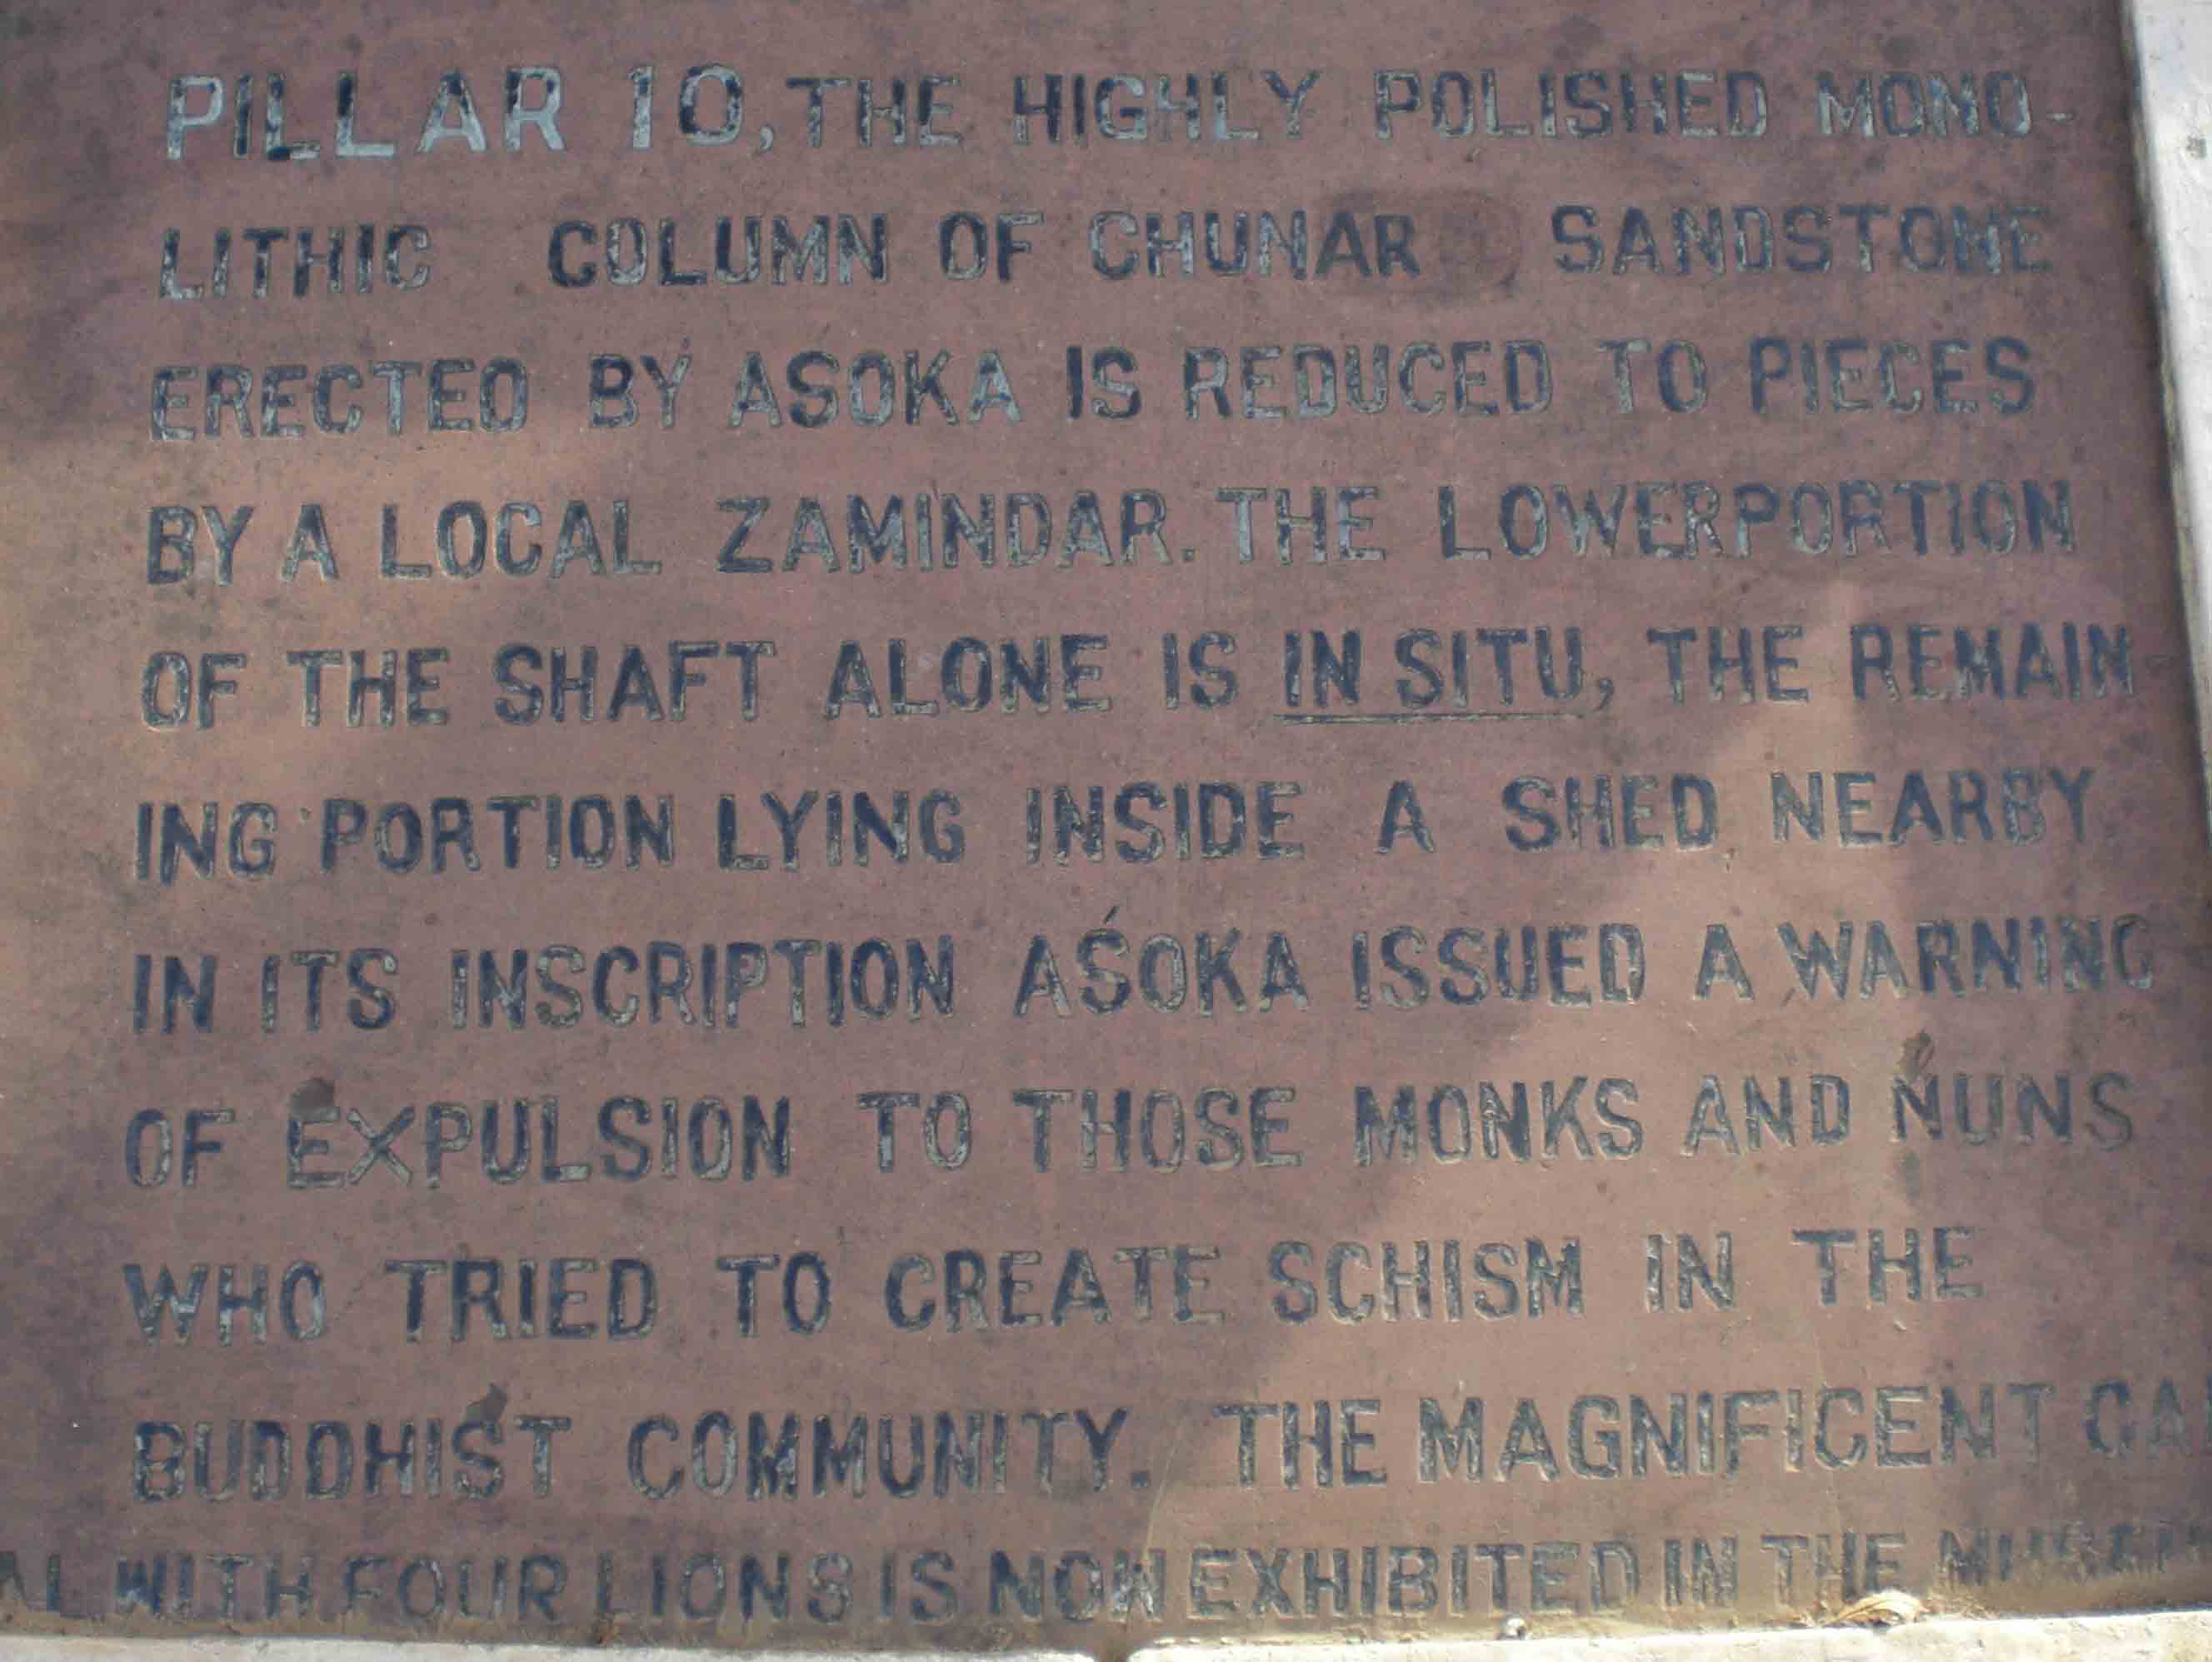 PILLAR 10, THE HIGHLY POLISHED MONO-
LITHIC COLUMN OF CHUNAR SANDSTONE
ERECTED BY AŚOKA IS REDUCED TO PIECES
BY A LOCAL ZAMINDAR. THE LOWERPORTION
OF THE SHAFT ALONE IS IN SITU, THE REMAIN-
ING PORTION LYING INSIDE A SHED NEARBY
IN ITS INSCRIPTION AŚOKA ISSUED A WARNING
OF EXPULSION TO THOSE MONKS AND NUNS
WHO TRIED TO CREATE SCHISM IN THE
BUDDHIST COMMUNITY. THE MAGNIFICENT
WITH FOUR LIONS IS NOW EXHIBITED IN THE